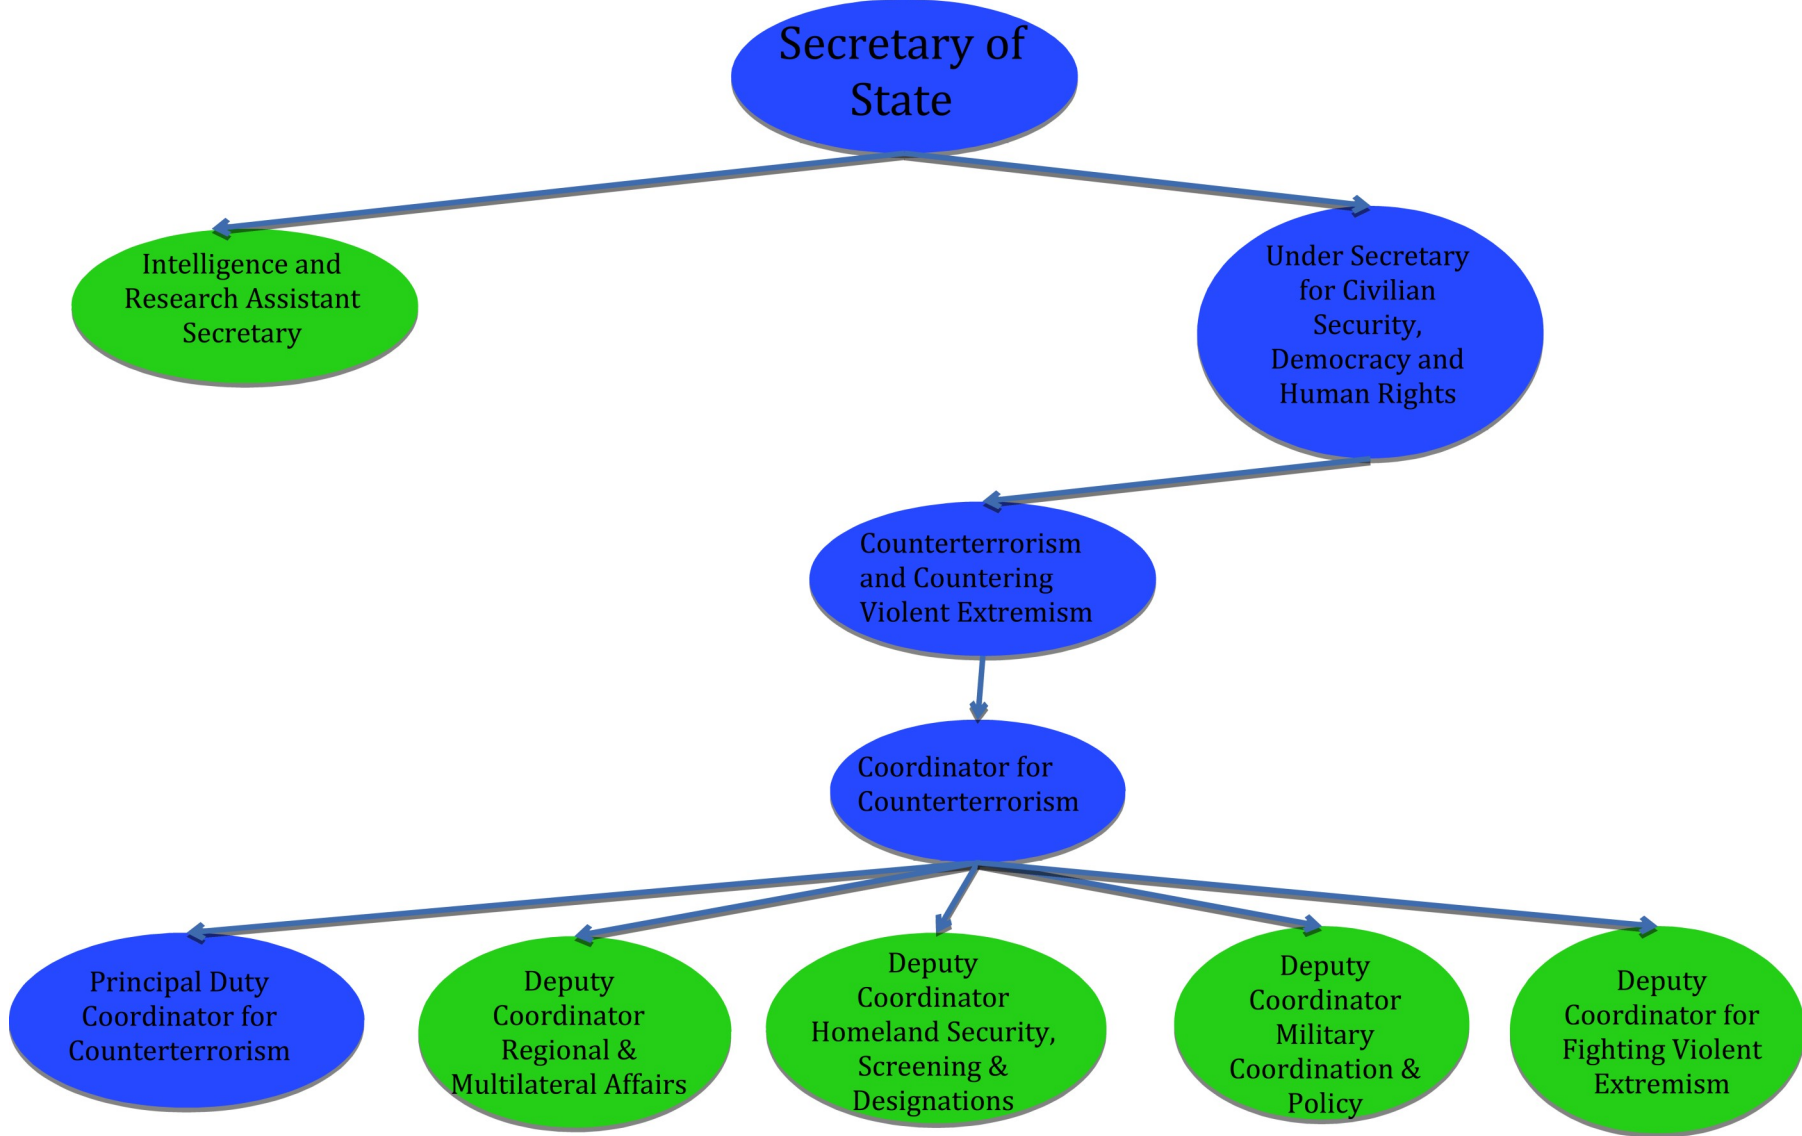 Secretary of
State
Intelligence and
Research Assistant
Secretary
Under Secretary
for Civilian
Security,
Democracy and
Human Rights
Counterterrorism
and Countering
Violent Extremism
Coordinator for
Counterterrorism
Principal Duty
Coordinator for
Counterterrorism
Deputy
Coordinator
Regional &
Multilateral Affairs
Deputy
Coordinator
Homeland Security,
Screening &
Designations
Deputy
Coordinator
Military
Coordination &
Policy
Deputy
Coordinator for
Fighting Violent
Extremism